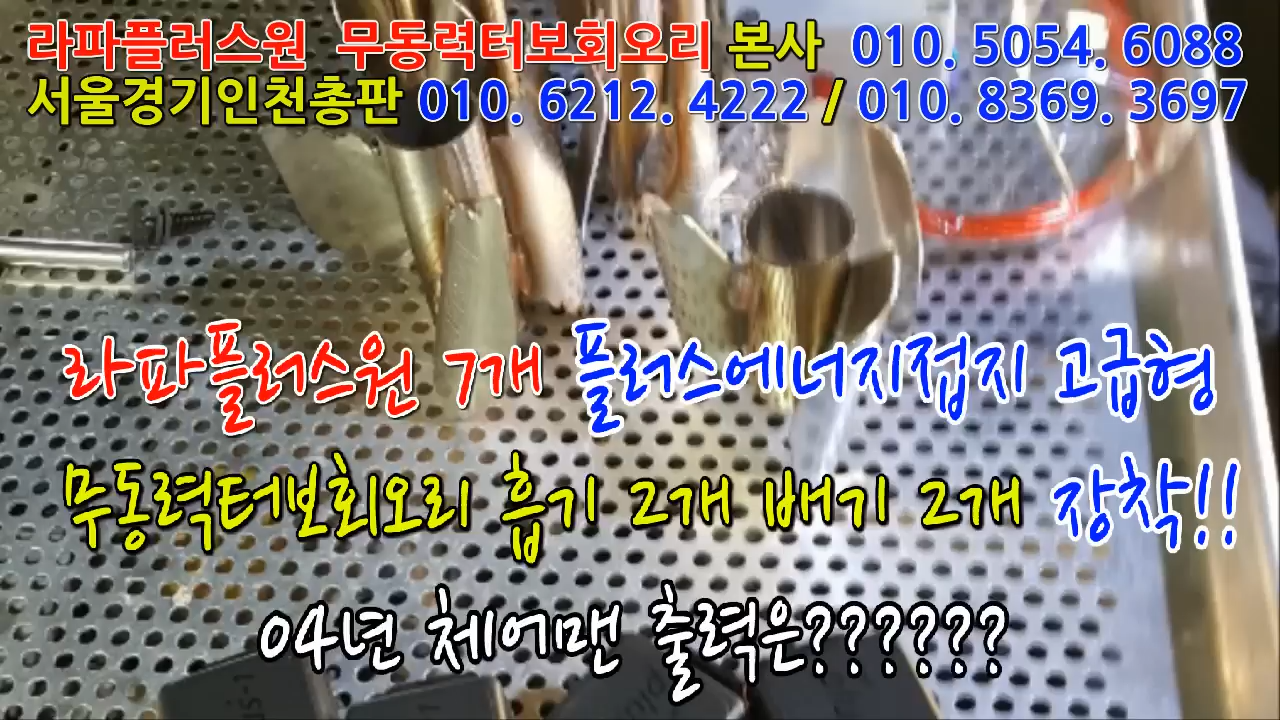 라파플러스원 무동력터보회오리 본사 010. 5054. 6088
서울경기인천총판 010. 6212. 4222 / 010. 8369. 3697
라파플러스원 7개 플러스에너지접지 고급형
무동력터보회오리 흡기 2개 배기 2개 장착!!
04년 체어맨 출력은??????